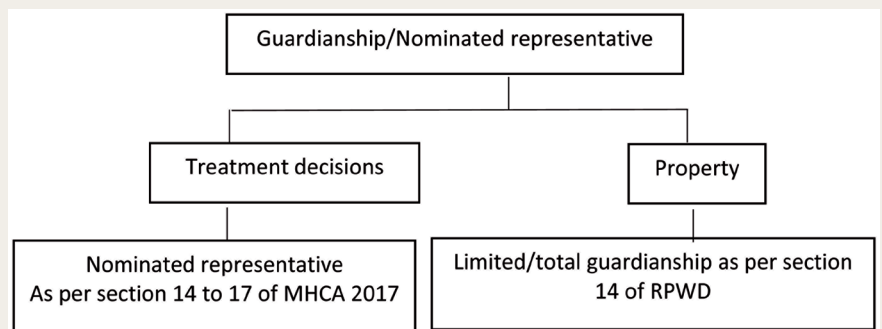 Guardianship/Nominated representative
Treatment decisions
Property
Nominated representative
As per section 14 to 17 of MHCA 2017
Limited/total guardianship as per section
14 of RPWD